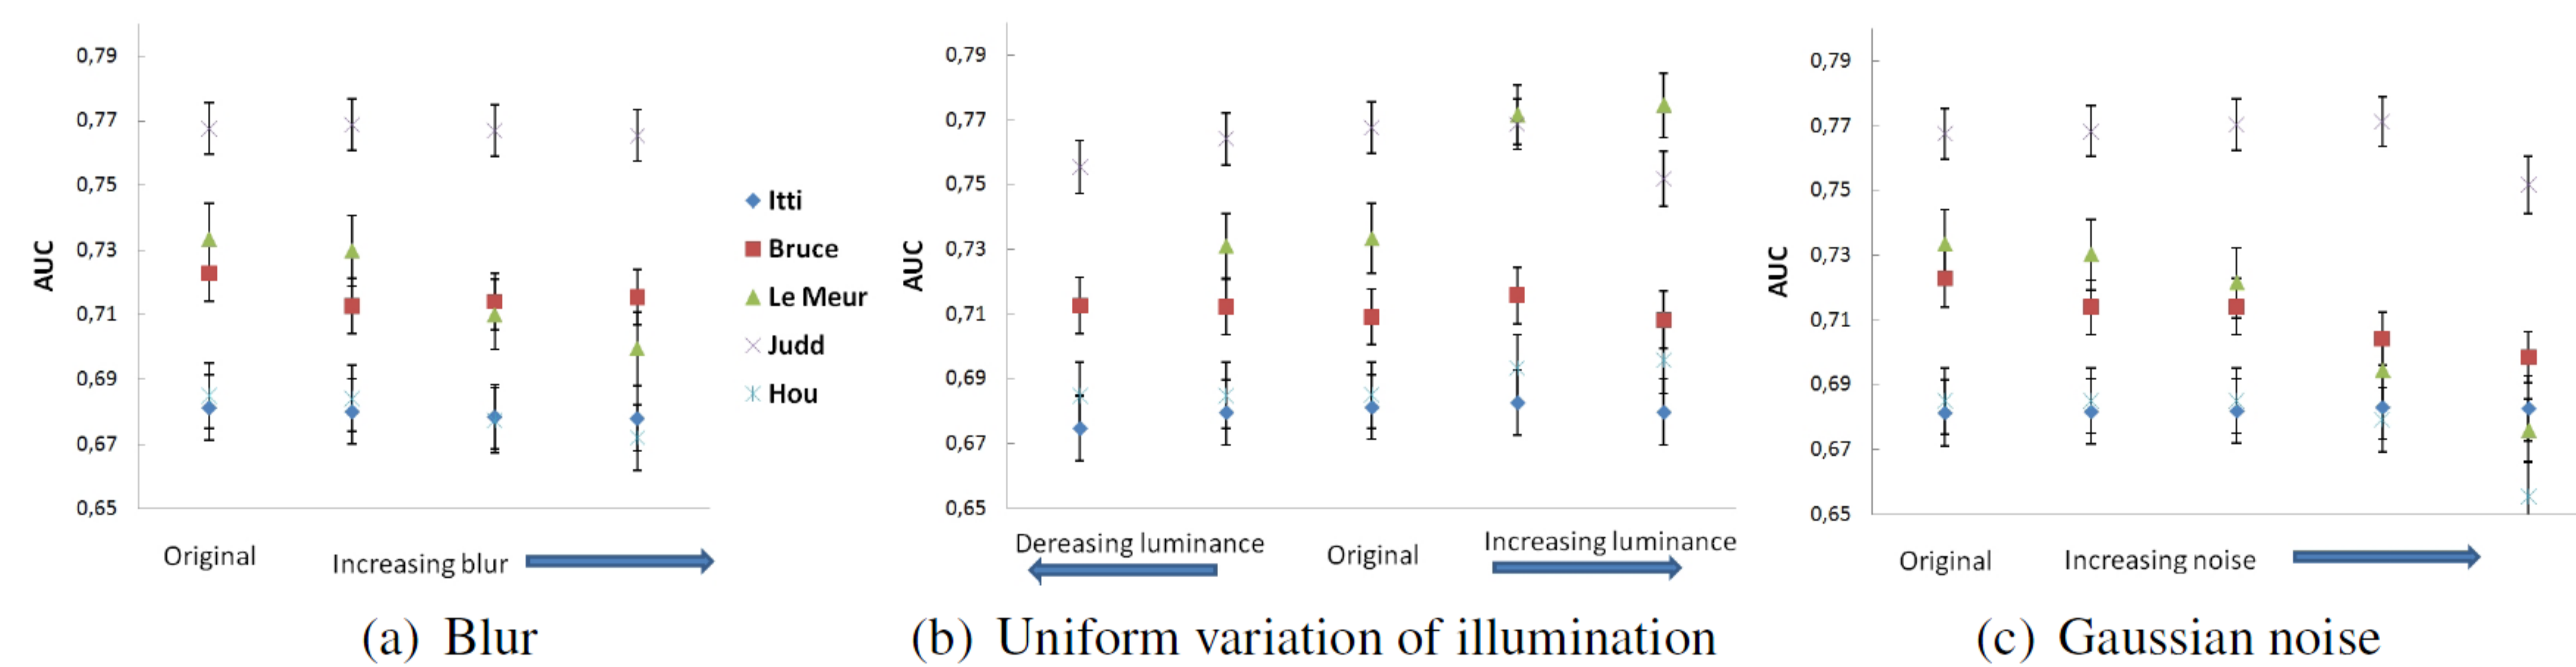 0,79
0,77
0,75
0,73
0,71
0,69
0,67
0,65
AUC
Original
Increasing blur
(a) Blur
Itti
Bruce
Le Meur
Judd
Hou
0,79
0,77
0,75
0,73
0,71
0,69
0,67
0,65
AUC
Dereasing luminance
Original
Increasing luminance
(b) Uniform variation of illumination
0,79
0,77
0,75
0,73
0,71
0,69
0,67
0,65
AUC
Original
Increasing noise
(c) Gaussian noise